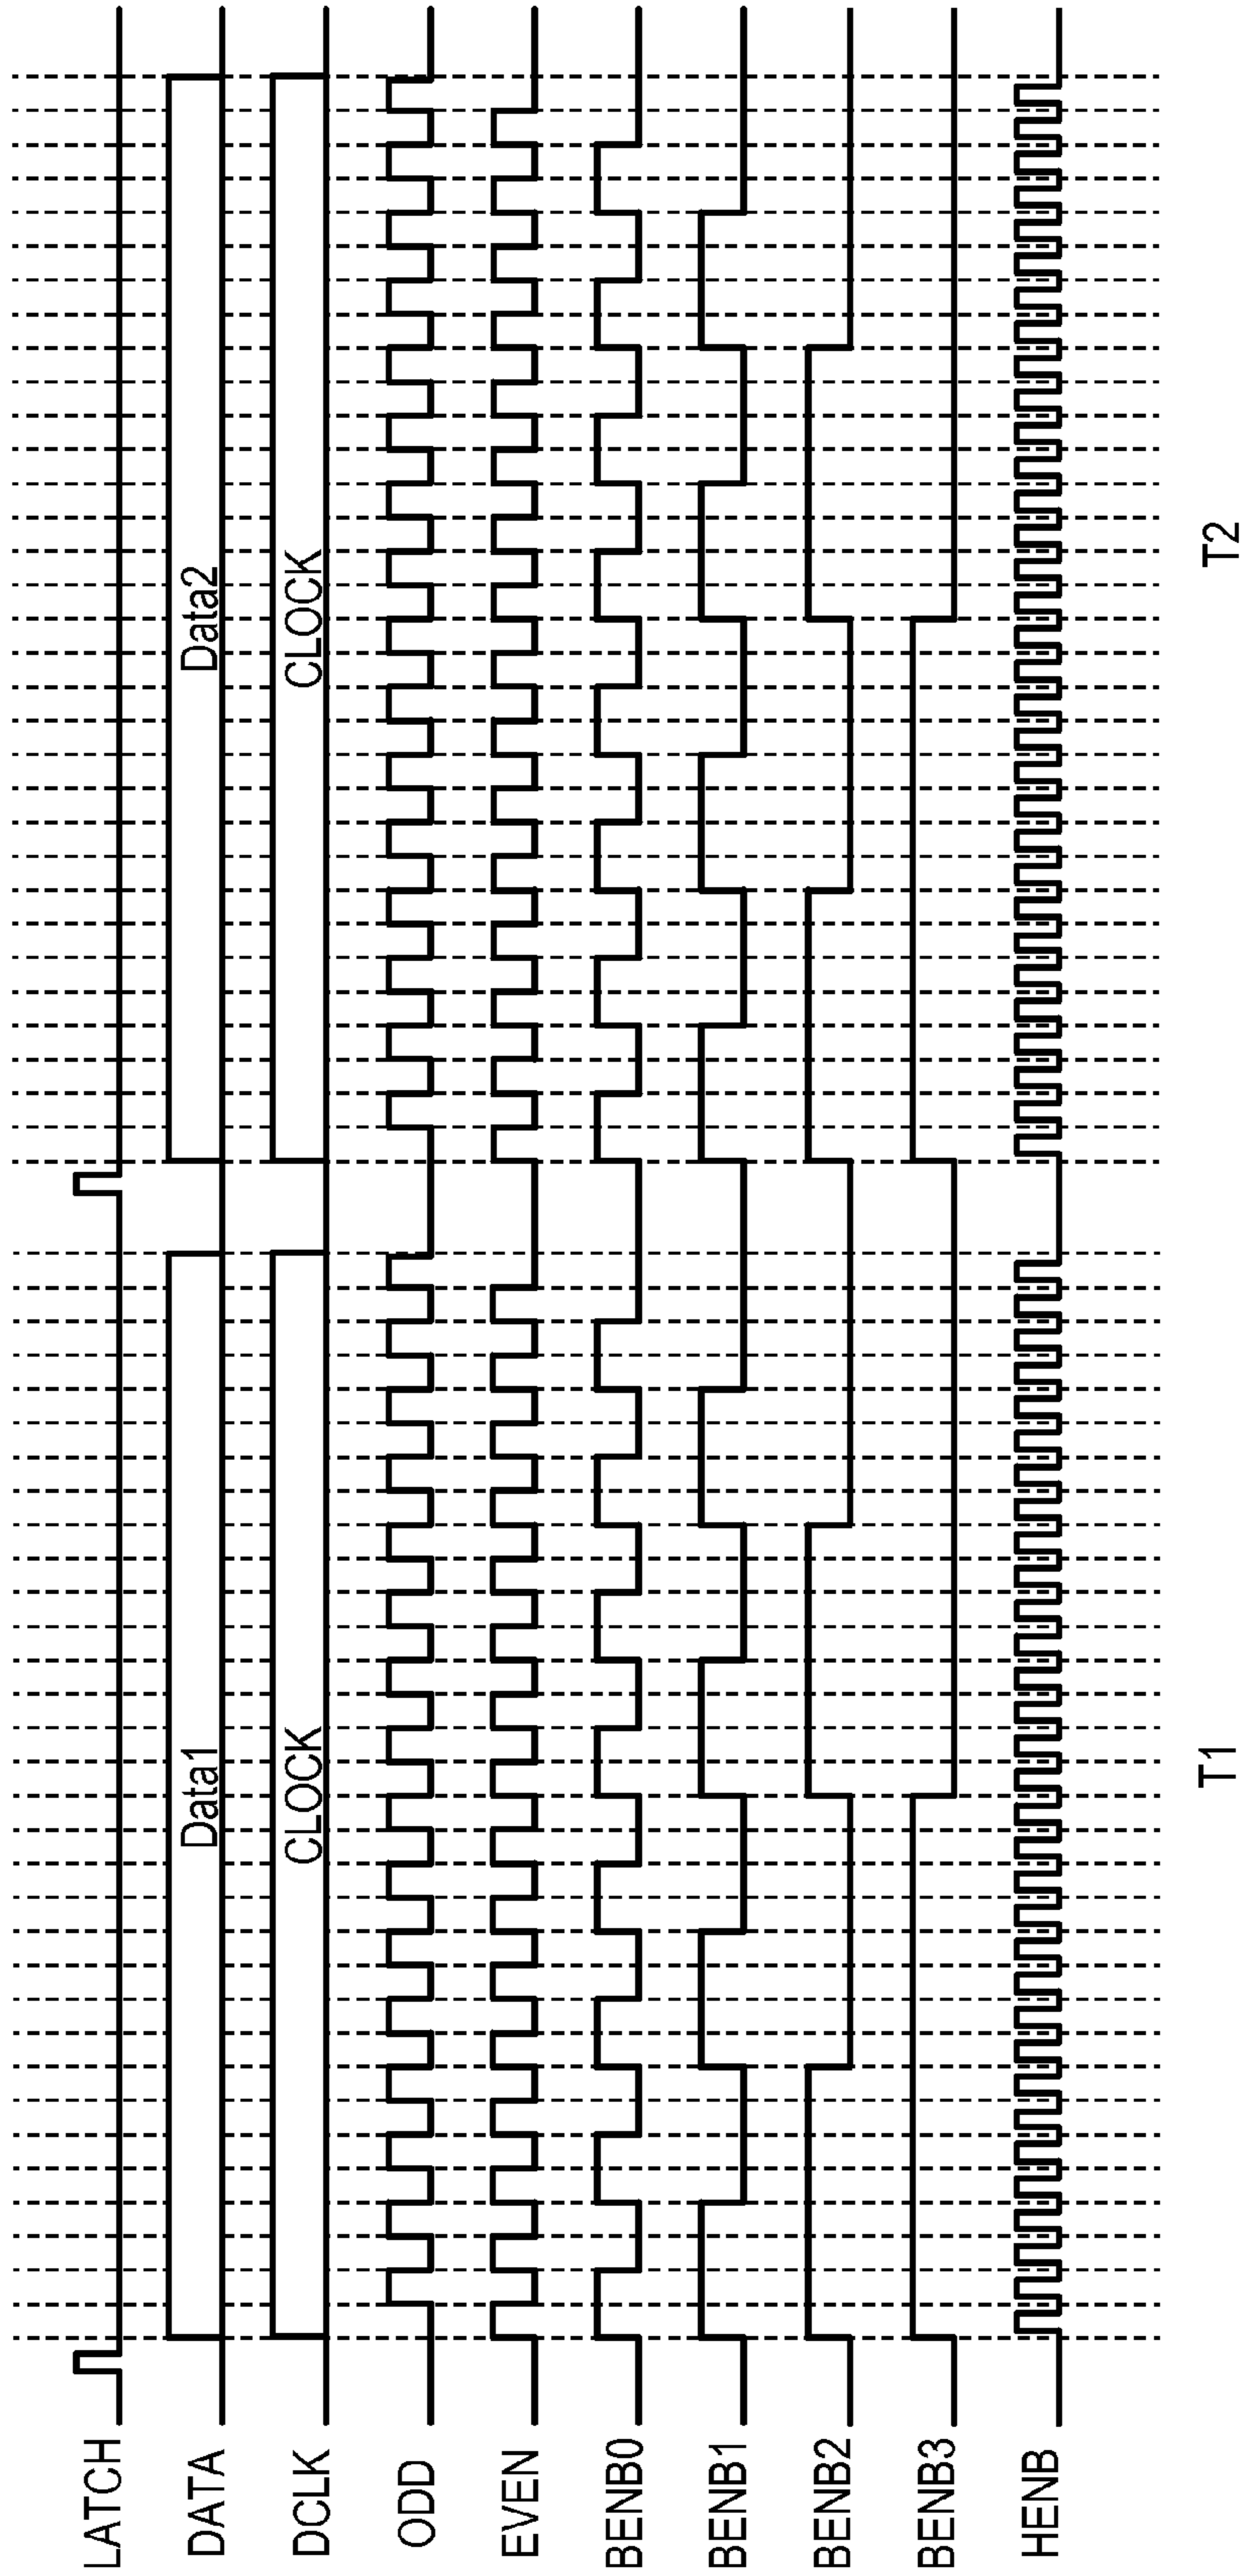 LATCH
DATA
Data1
Data2
DCLK
CLOCK
CLOCK
ODD
EVEN
BENB0
BENB1
BENB2
BENB3
HENB
T1
T2